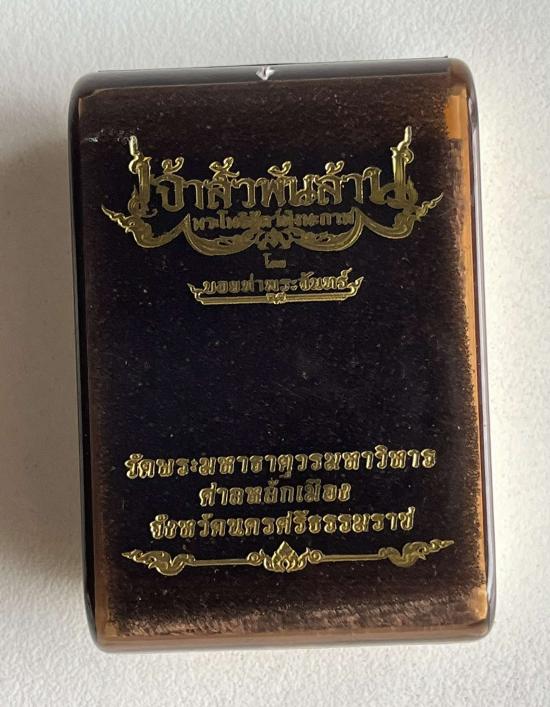 เจ้าสัวพันล้าน
โดย
บอยท่าพระจันทร์
วัดพระมหาธาตุวรมหาวิหาร
ศาลหลักเมือง
จังหวัดนครศรีธรรมราช